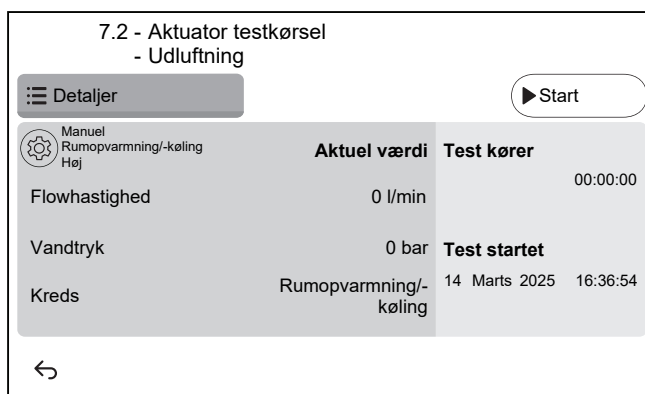 7.2 - Aktuator testkørsel
- Udluftning
Detaljer
Start
Manuel
Rumopvarmning/-køling
Høj
Aktuel værdi
Test kører
00:00:00
Flowhastighed
0 l/min
Vandtryk
0 bar
Test startet
14 Marts 2025 16:36:54
Kreds
Rumopvarmning/-
køling